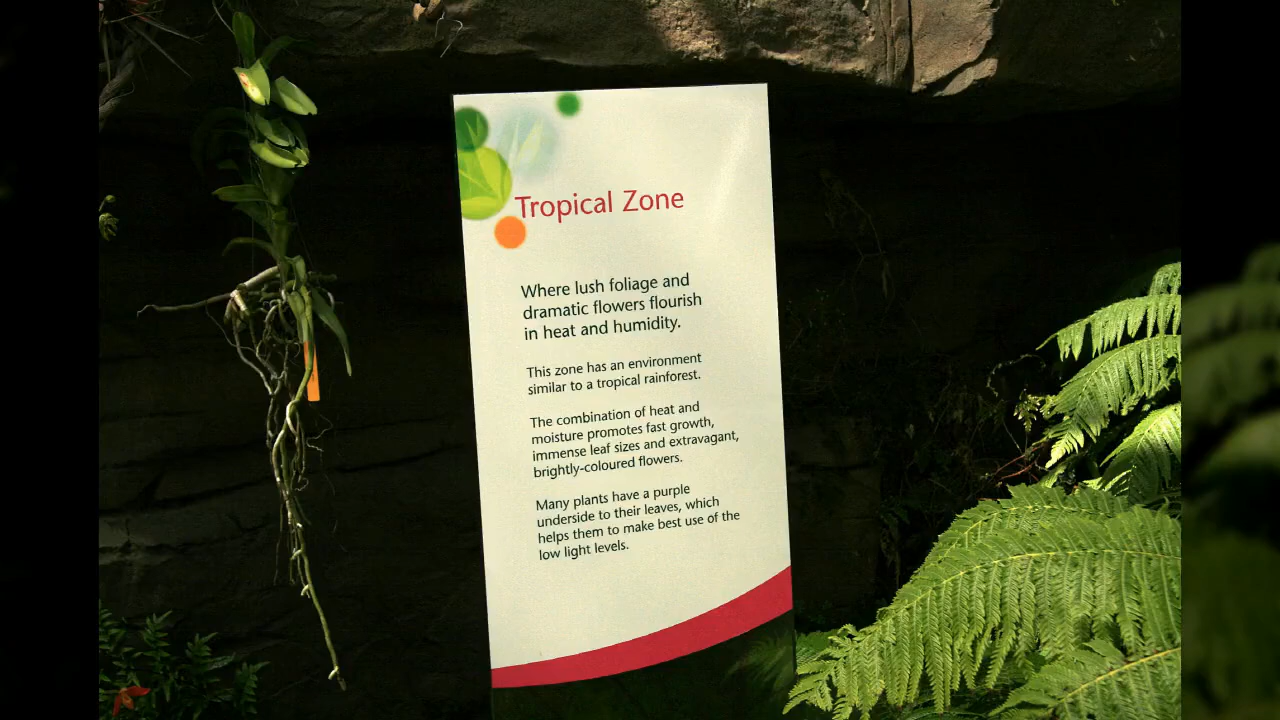 Tropical Zone
Where lush foliage and
dramatic flowers flourish
in heat and humidity.
This zone has an environment
similar to a tropical rainforest.
The combination of heat and
moisture promotes fast growth,
immense leaf sizes and extravagant,
brightly-coloured flowers.
Many plants have a purple
underside to their leaves, which
helps them to make best use of the
low light levels.